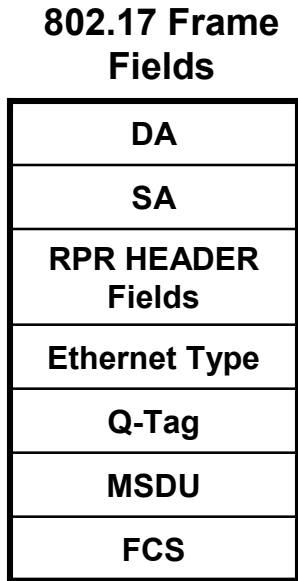 802.17 Frame
Fields
DA
SA
RPR HEADER
Fields
Ethernet Type
Q-Tag
MSDU
FCS